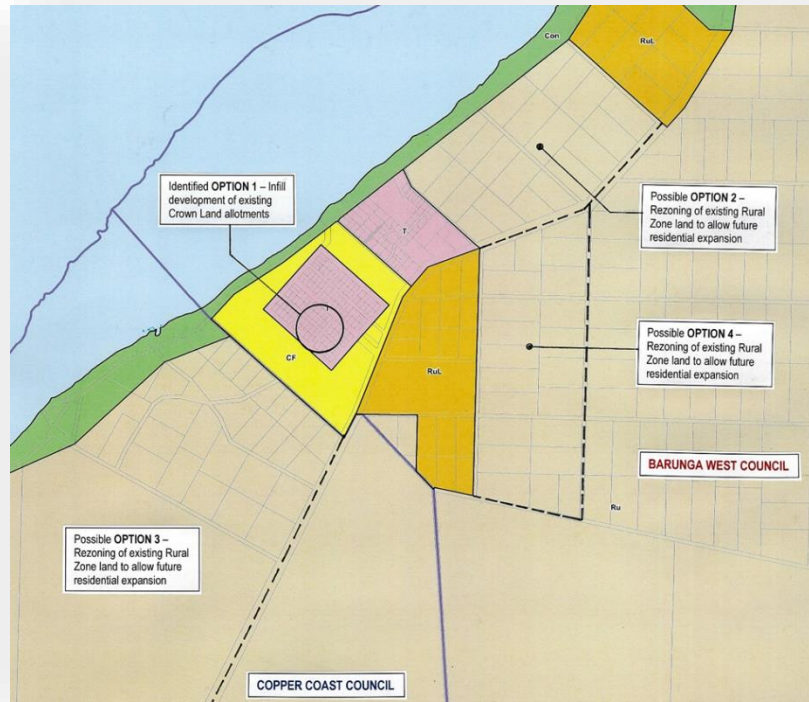 Con
RuL
Identified OPTION 1 – Infill
development of existing
Crown Land allotments
Possible OPTION 2 –
Rezoning of existing Rural
Zone land to allow future
residential expansion
T
T
CF
RuL
Possible OPTION 4 –
Rezoning of existing Rural
Zone land to allow future
residential expansion
BARUNGA WEST COUNCIL
Ru
Possible OPTION 3 –
Rezoning of existing Rural
Zone land to allow future
residential expansion
COPPER COAST COUNCIL